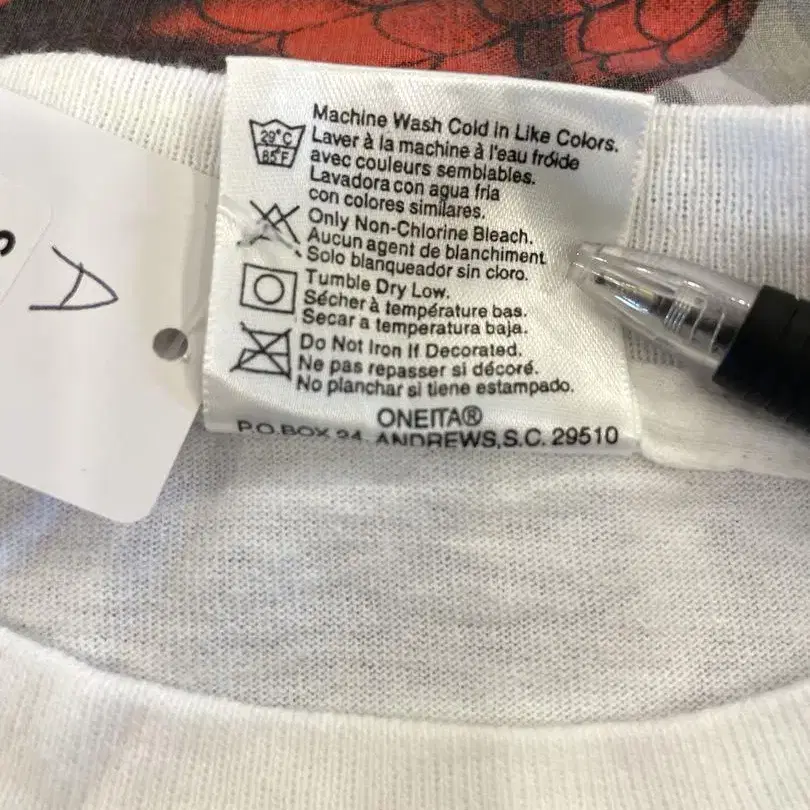 29°C
85°F
Machine Wash Cold in Like Colors.
Laver à la machine à l'eau froide
avec couleurs semblables.
Lavadora con agua fria
con colores similares.
Only Non-Chlorine Bleach.
Aucun agent de blanchiment
Solo blanqueador sin cloro.
Tumble Dry Low.
Sécher à température bas.
Secar a temperatura baja.
Do Not Iron If Decorated.
Ne pas repasser si décoré.
No planchar si tiene estampado.
ONEITA®
P.O.BOX 24, ANDREWS,S.C. 29510
A
S